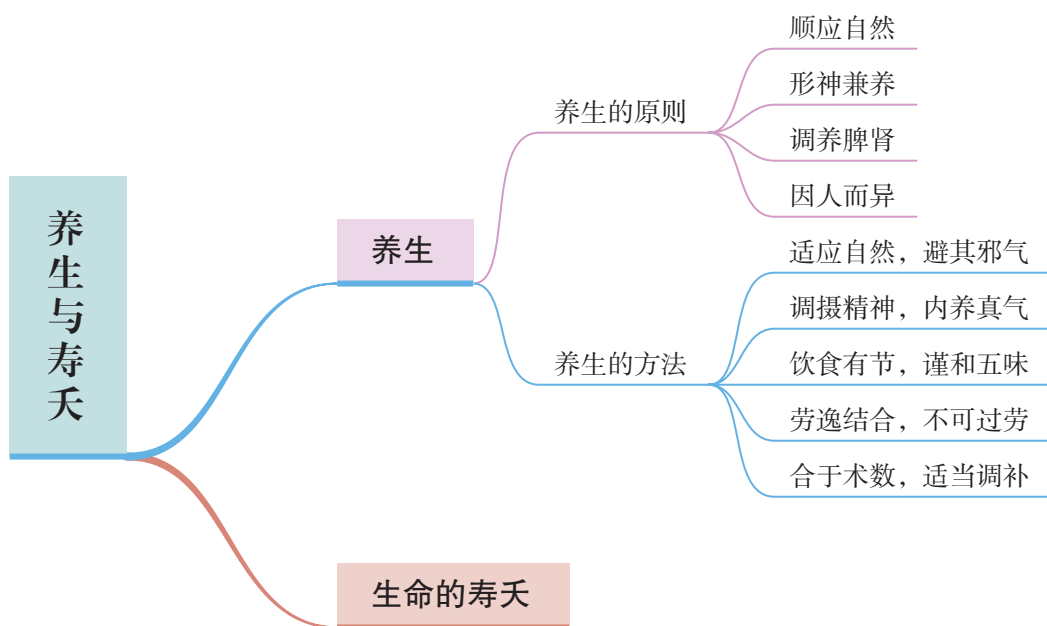 养生与寿夭
养生
养生的原则
顺应自然
形神兼养
调养脾肾
因人而异
养生的方法
适应自然，避其邪气
调摄精神，内养真气
饮食有节，谨和五味
劳逸结合，不可过劳
合于术数，适当调补
生命的寿夭